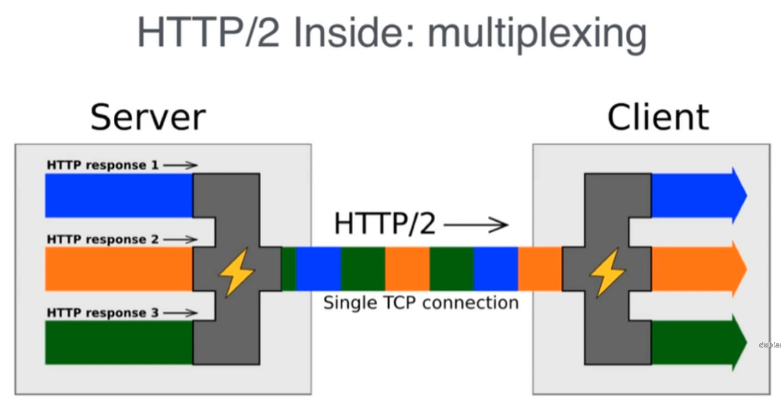 HTTP/2 Inside: multiplexing
Server
Client
HTTP response 1
HTTP response 2
HTTP response 3
HTTP/2
Single TCP connection